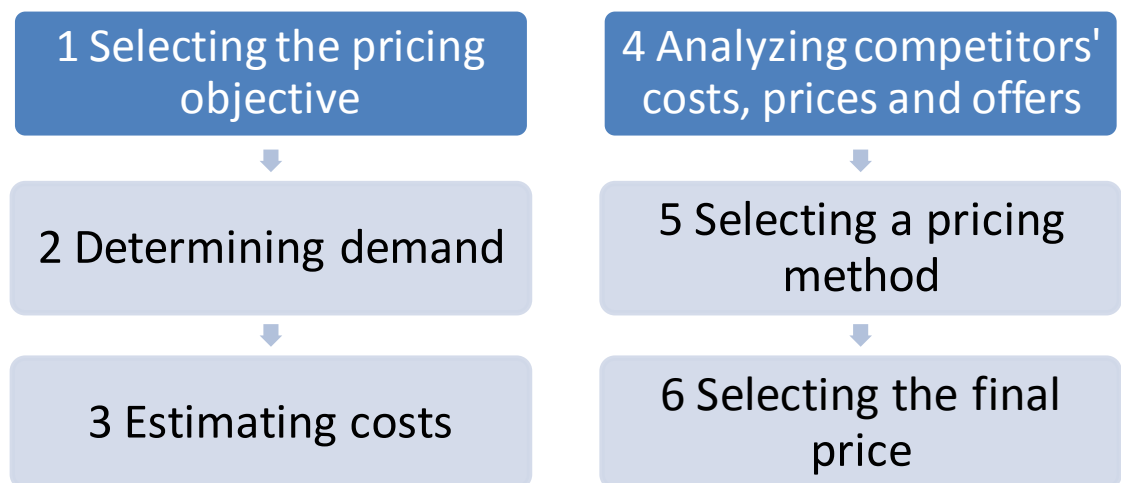 1 Selecting the pricing
objective
2 Determining demand
3 Estimating costs
4 Analyzing competitors'
costs, prices and offers
5 Selecting a pricing
method
6 Selecting the final
price